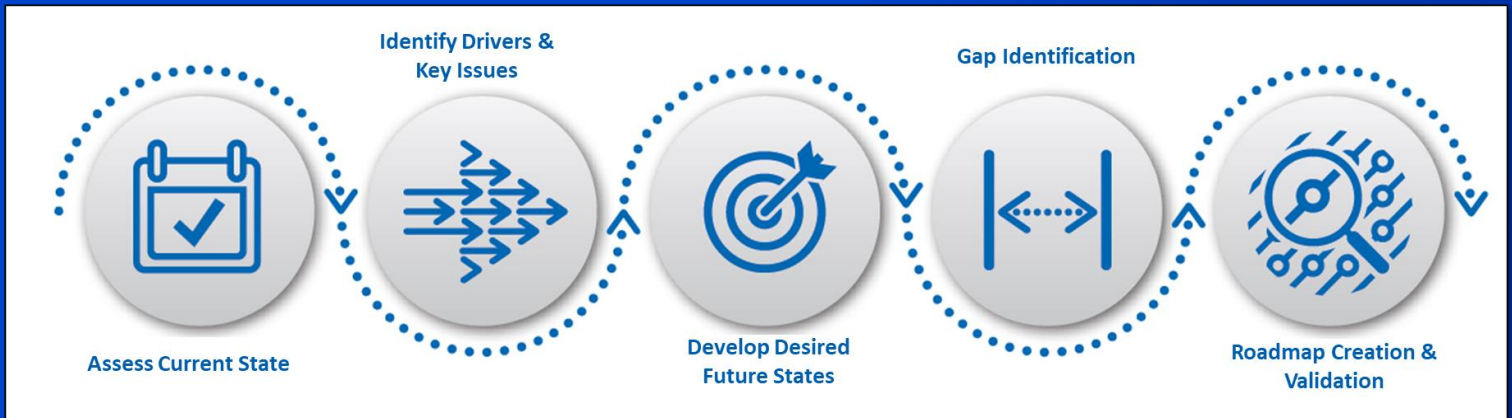 Assess Current State
Identify Drivers &
Key Issues
Develop Desired
Future States
Gap Identification
Roadmap Creation &
Validation